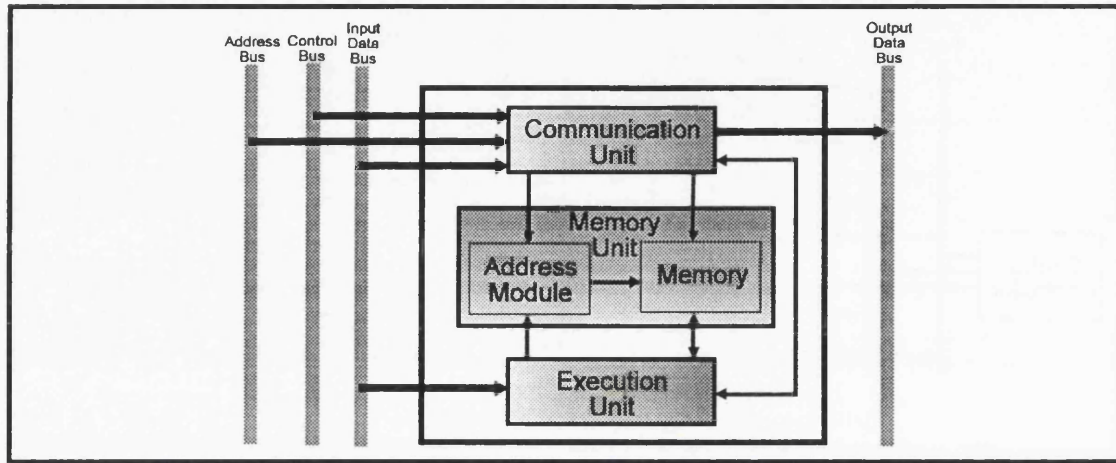 Address
Bus
Control
Bus
Input
Data
Bus
Output
Data
Bus
Communication
Unit
Memory
Unit
Address
Module
Memory
Execution
Unit